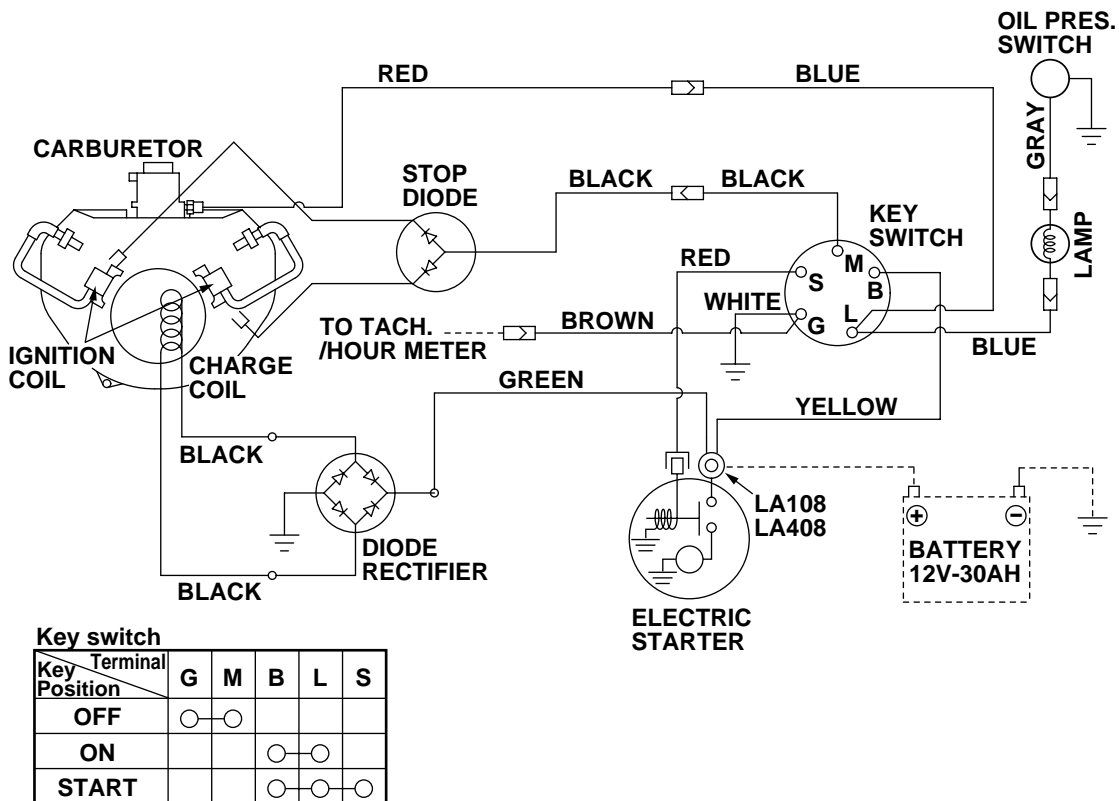 OIL PRES.
SWITCH
RED
BLUE
GRAY
CARBURETOR
STOP
DIODE
BLACK
BLACK
KEY
SWITCH
LAMP
RED
M
S
B
WHITE
L
G
TO TACH.
/HOUR METER
BROWN
BLUE
IGNITION
COIL
CHARGE
COIL
GREEN
YELLOW
BLACK
LA108
LA408
DIODE
RECTIFIER
+
−
BATTERY
12V-30AH
BLACK
ELECTRIC
STARTER
Key switch
Terminal
Key
Position
G M B L S
OFF
ON
START